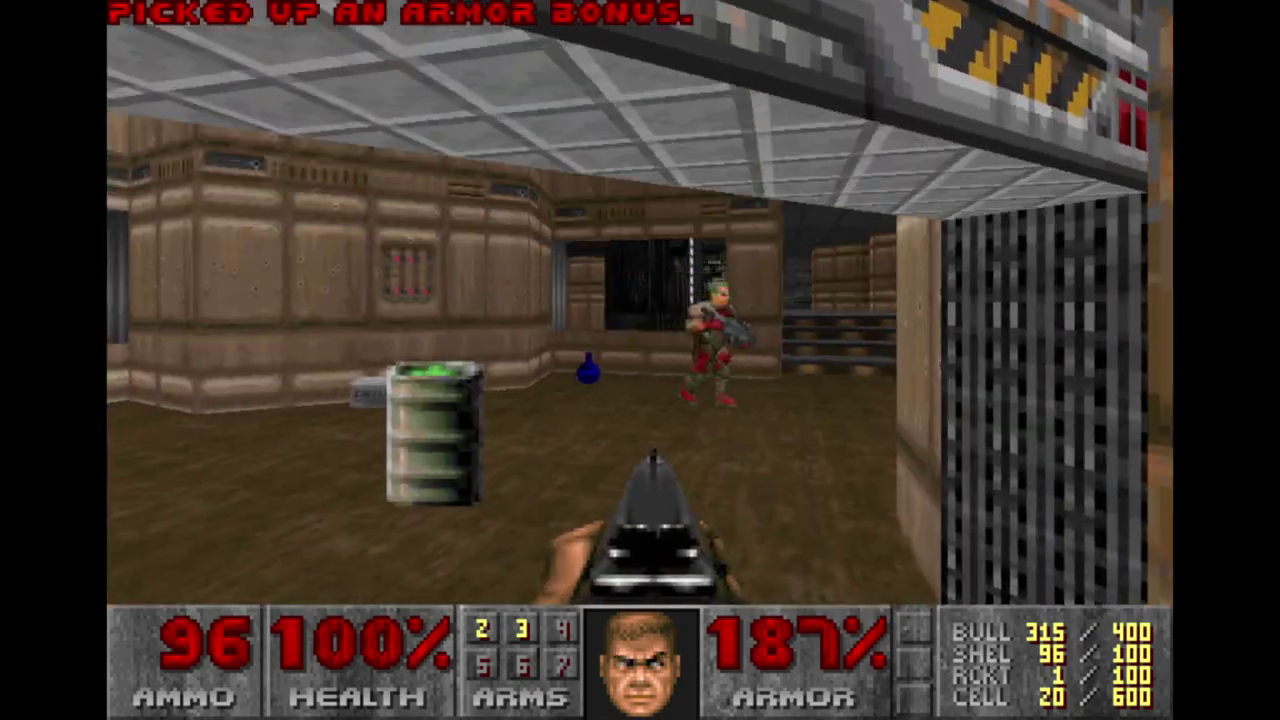 PICKED UP AN ARMOR BONUS.
96 100% 2 3 4 187% BULL 315 / 400
SHEL 96 / 100
5 6 7 RCKT 1 / 100
AMMO HEALTH ARMS ARMOR CELL 20 / 600